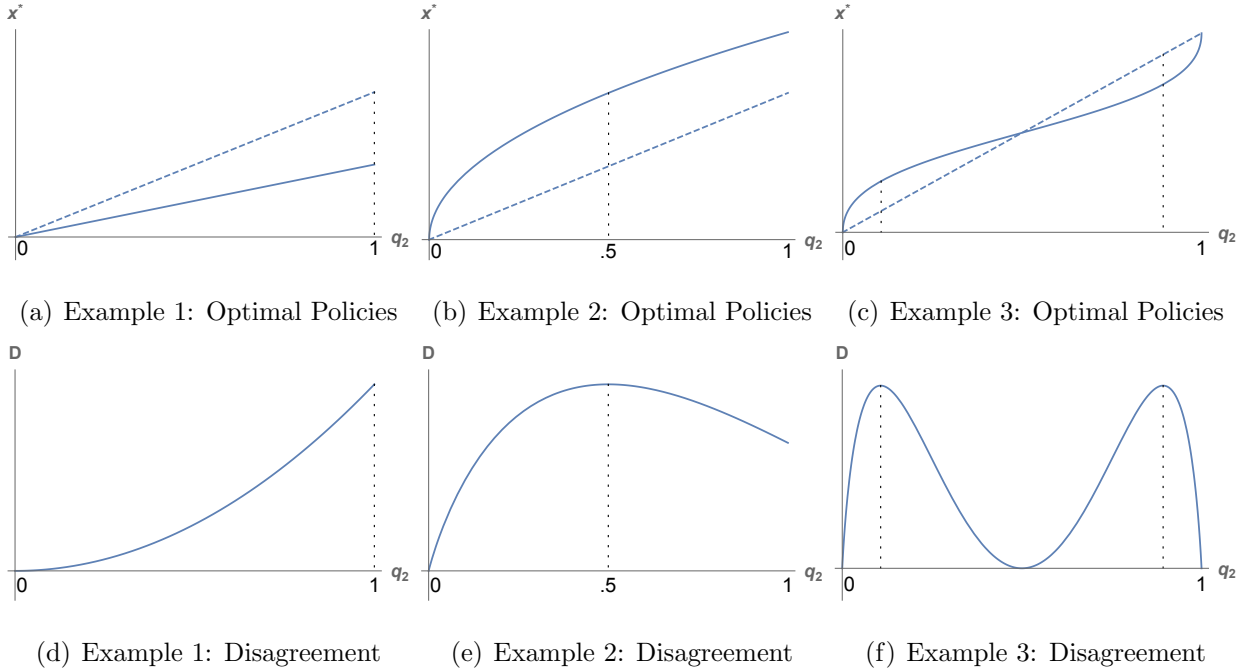 x*
x*
x*
0
1
q₂
0
.5
1
q₂
0
1
q₂
(a) Example 1: Optimal Policies
(b) Example 2: Optimal Policies
(c) Example 3: Optimal Policies
D
D
D
0
1
q₂
0
.5
1
q₂
0
1
q₂
(d) Example 1: Disagreement
(e) Example 2: Disagreement
(f) Example 3: Disagreement